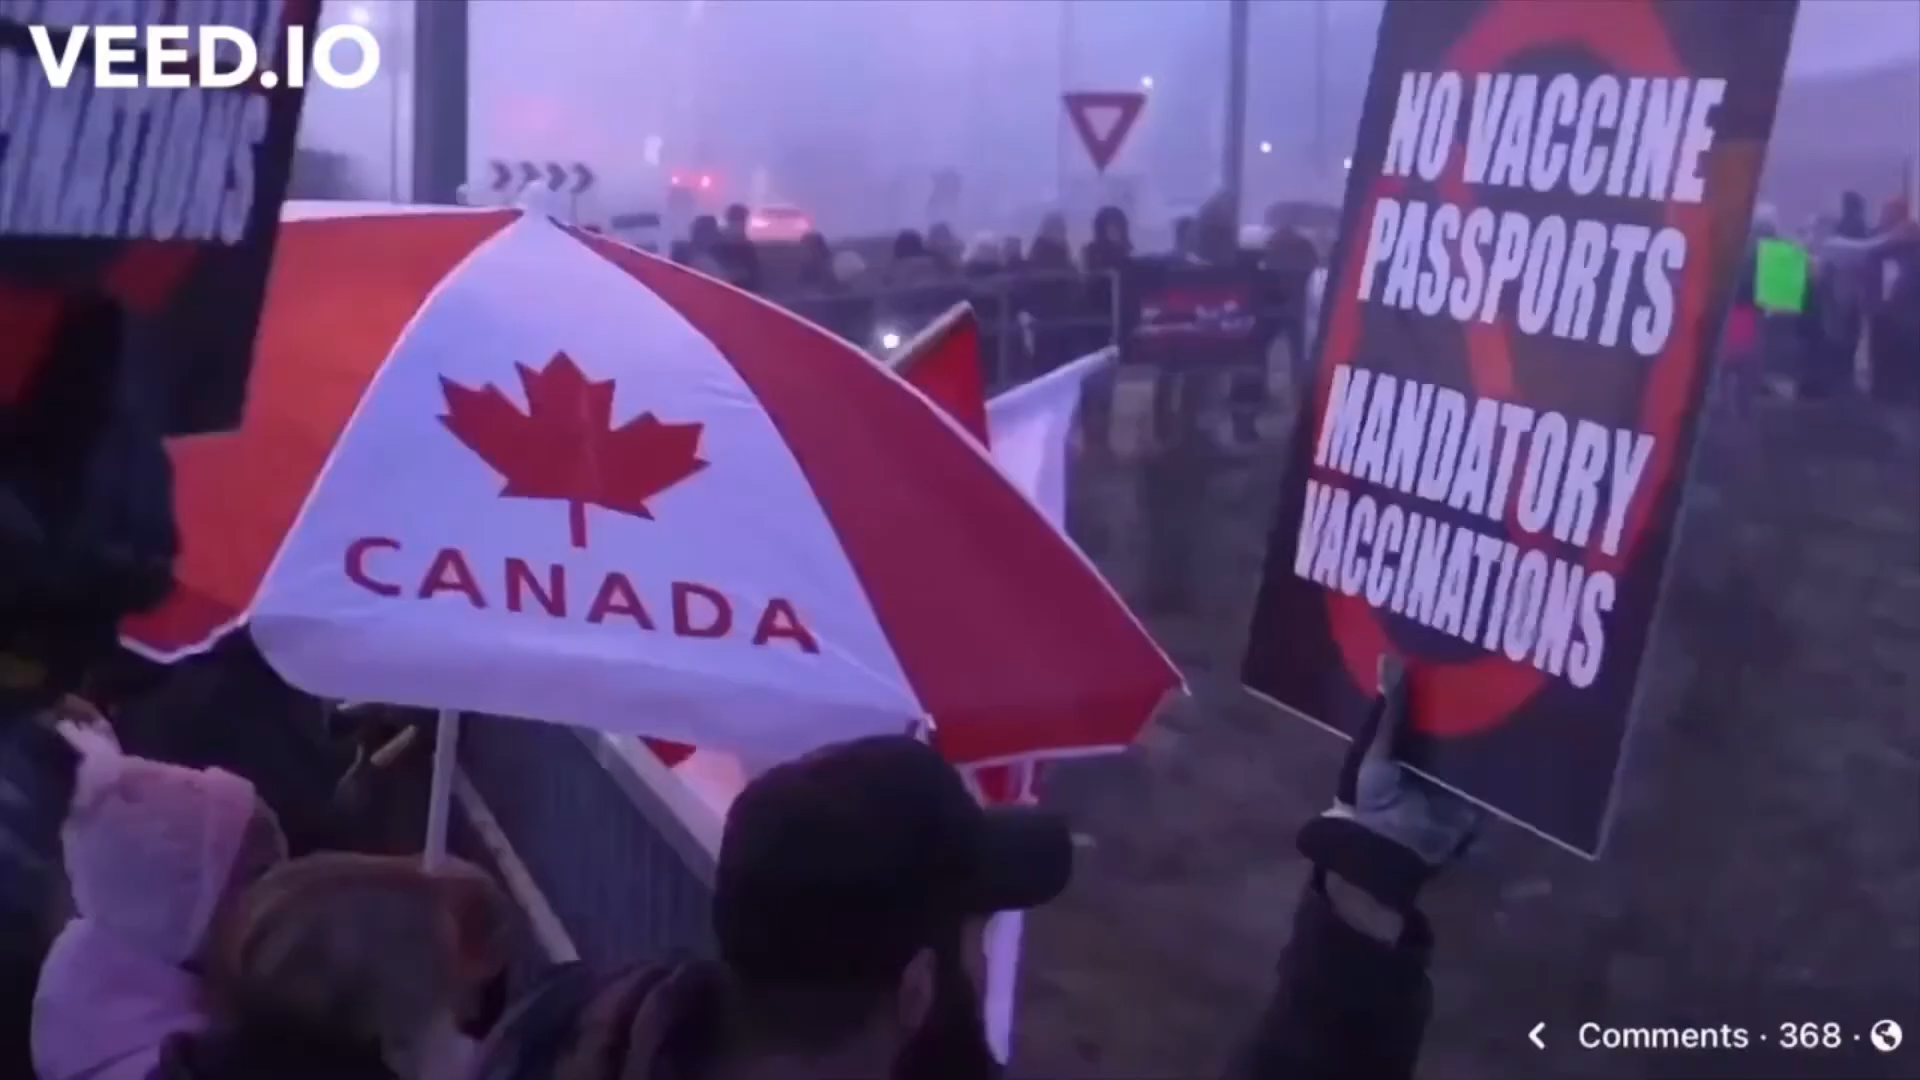 VEED.IO
NO VACCINE
PASSPORTS
MANDATORY
VACCINATIONS
CANADA
Comments · 368 ·